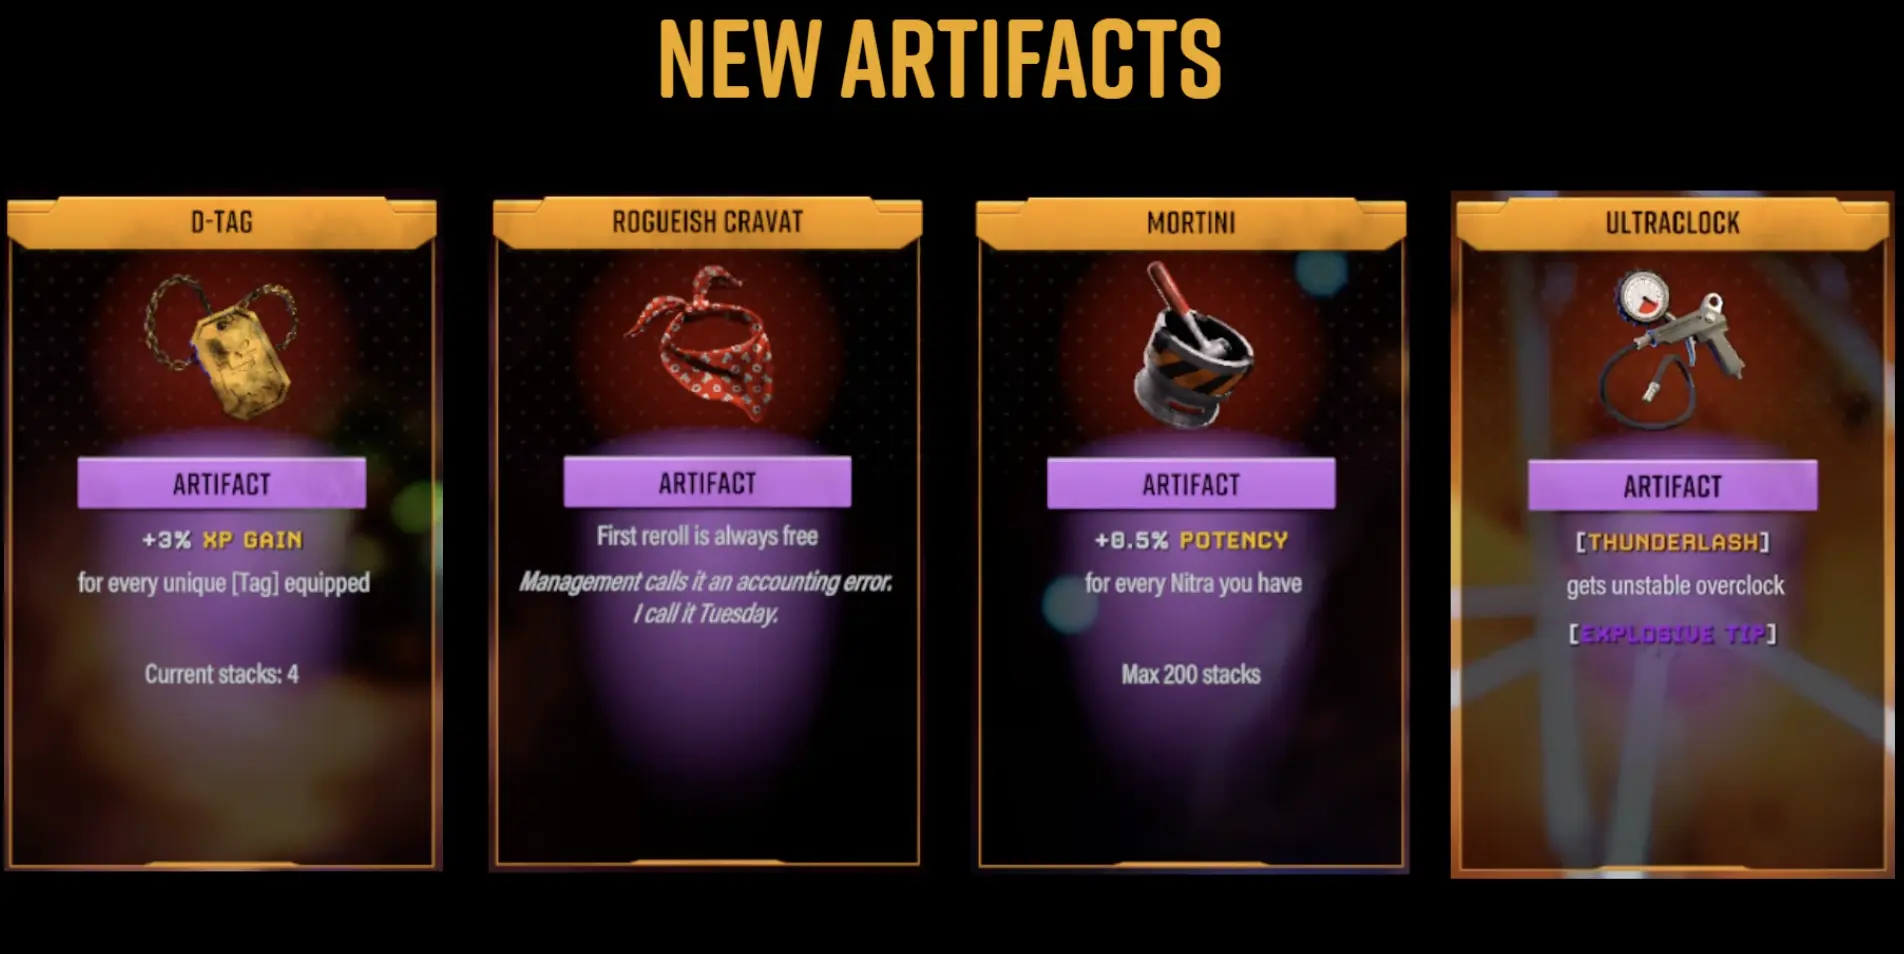 NEW ARTIFACTS
D-TAG
ARTIFACT
+3% XP GAIN
for every unique [Tag] equipped
Current stacks: 4
ROGUEISH CRAVAT
ARTIFACT
First reroll is always free
Management calls it an accounting error.
I call it Tuesday.
MORTINI
ARTIFACT
+0.5% POTENCY
for every Nitra you have
Max 200 stacks
ULTRACLOCK
ARTIFACT
[THUNDERLASH]
gets unstable overclock
[EXPLOSIVE TIP]